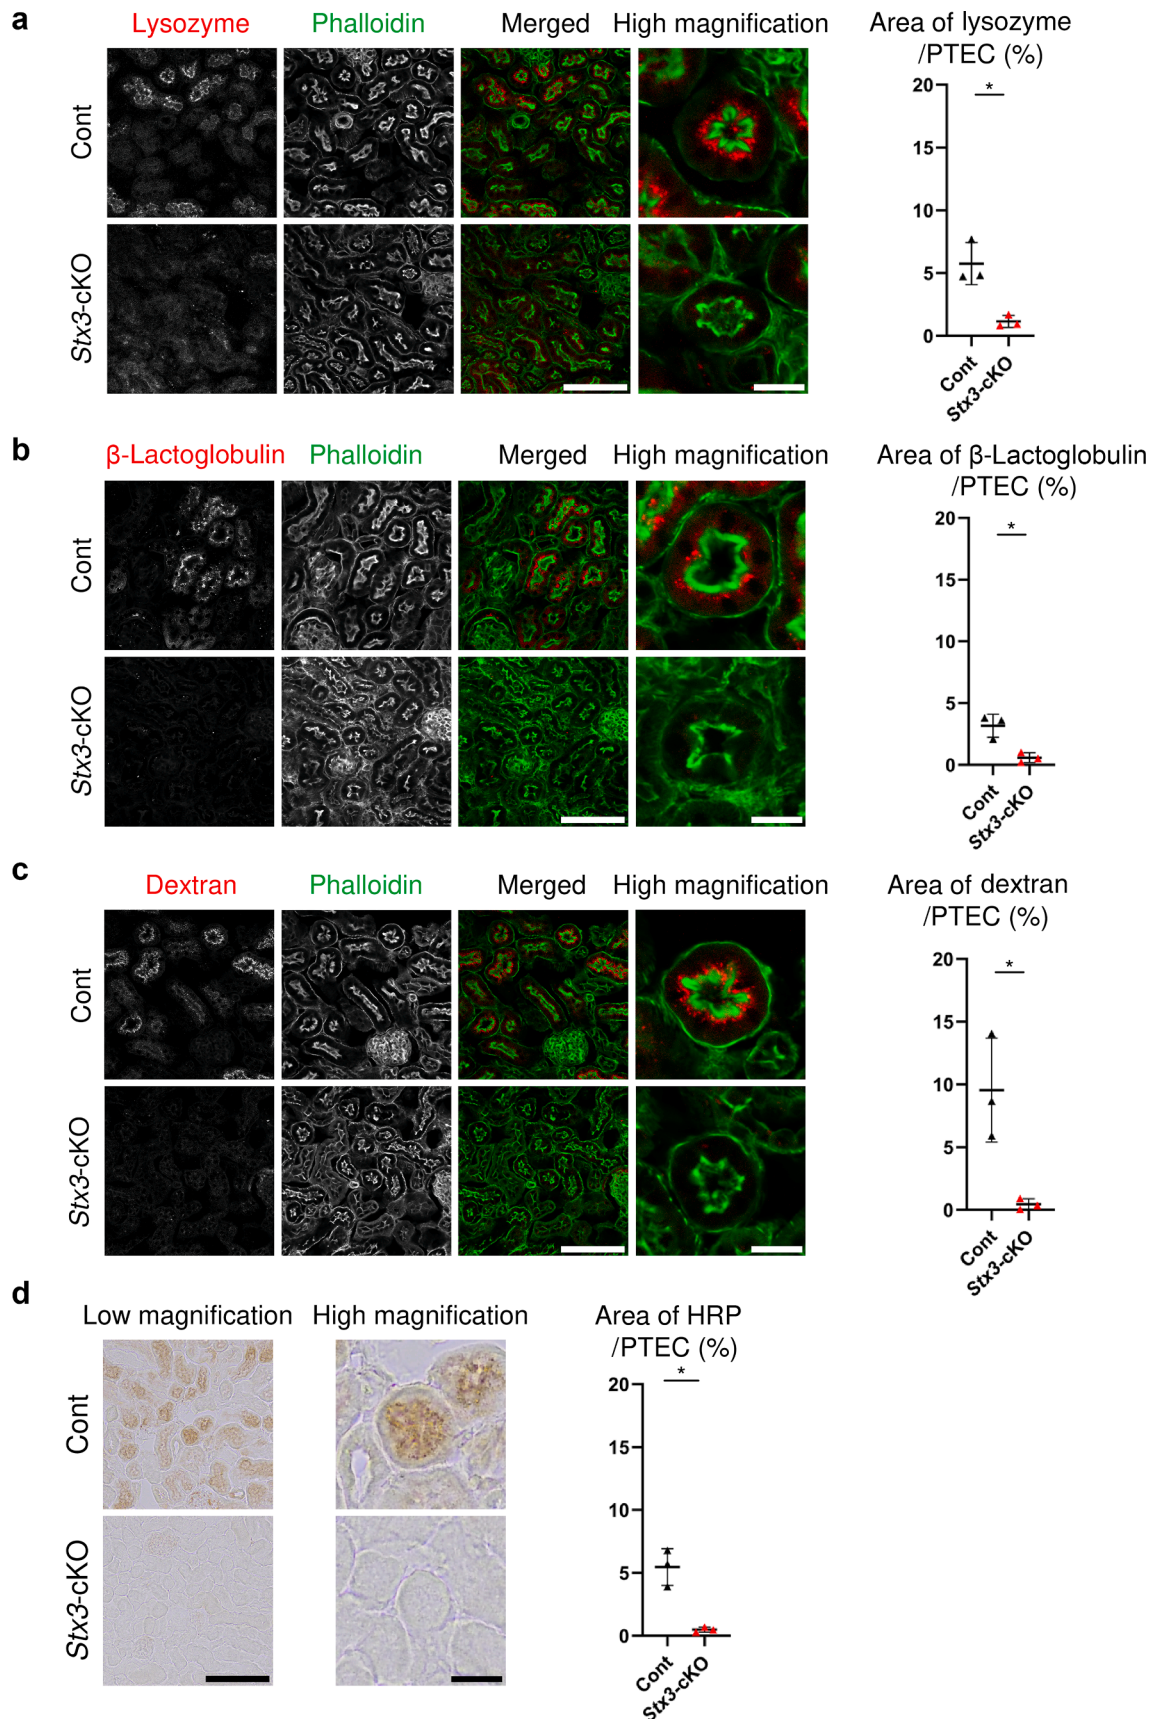 a
Lysozyme Phalloidin Merged High magnification
Area of lysozyme
/PTEC (%)
Cont
Stx3-cKO
20
*
15
10
5
0
Cont
Stx3-cKO
b
β-Lactoglobulin Phalloidin Merged High magnification
Area of β-Lactoglobulin
/PTEC (%)
Cont
Stx3-cKO
20
*
15
10
5
0
Cont
Stx3-cKO
c
Dextran Phalloidin Merged High magnification
Area of dextran
/PTEC (%)
Cont
Stx3-cKO
20
*
15
10
5
0
Cont
Stx3-cKO
d
Low magnification High magnification
Area of HRP
/PTEC (%)
Cont
Stx3-cKO
*
20
15
10
5
0
Cont
Stx3-cKO